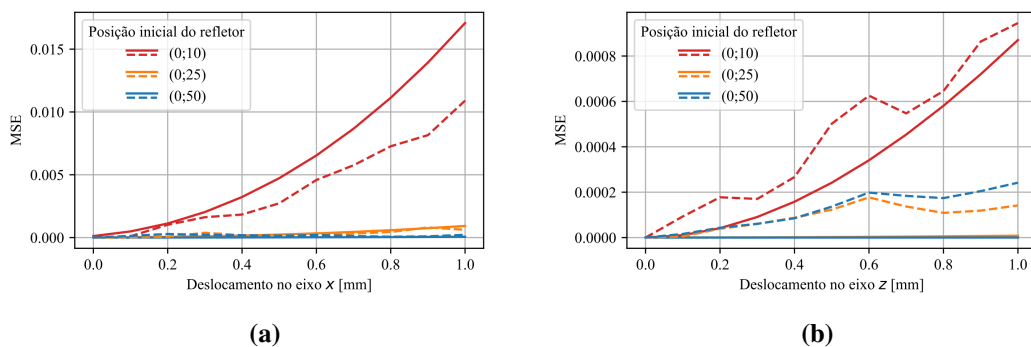 Posição inicial do refletor
(0;10)
(0;25)
(0;50)
MSE
0.015
0.010
0.005
0.000
0.0 0.2 0.4 0.6 0.8 1.0
Deslocamento no eixo x [mm]
(a)
Posição inicial do refletor
(0;10)
(0;25)
(0;50)
MSE
0.0008
0.0006
0.0004
0.0002
0.0000
0.0 0.2 0.4 0.6 0.8 1.0
Deslocamento no eixo z [mm]
(b)